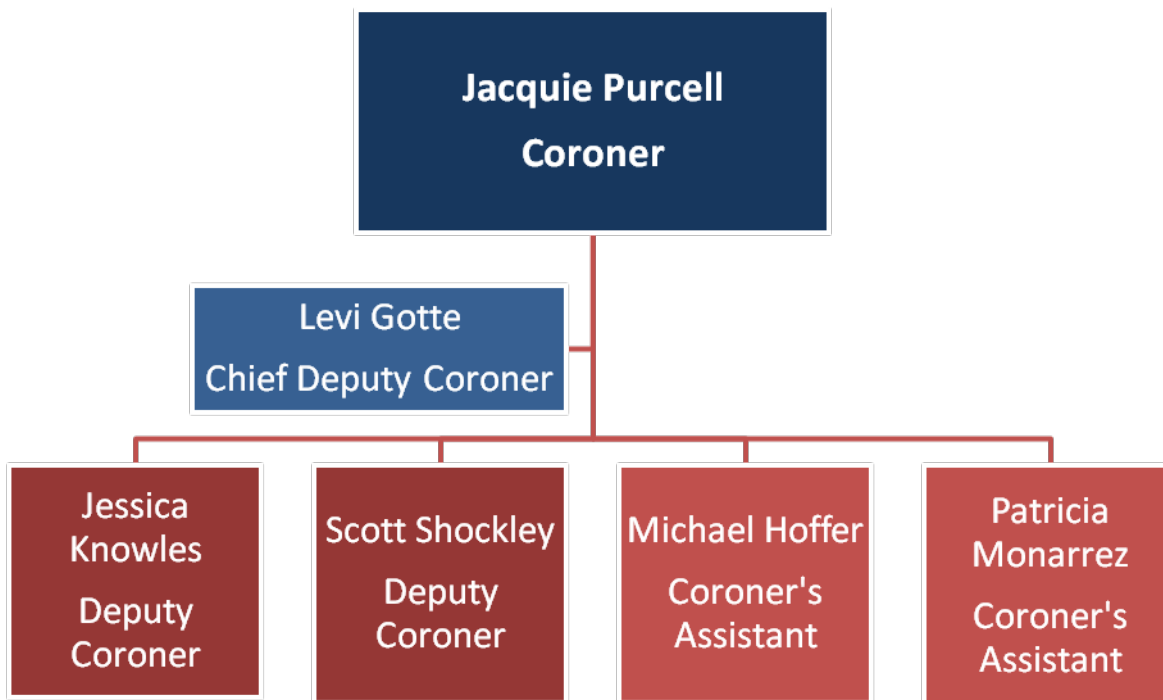 Jacquie Purcell
Coroner
Levi Gotte
Chief Deputy Coroner
Jessica
Knowles
Deputy
Coroner
Scott Shockley
Deputy
Coroner
Michael Hoffer
Coroner's
Assistant
Patricia
Monarrez
Coroner's
Assistant